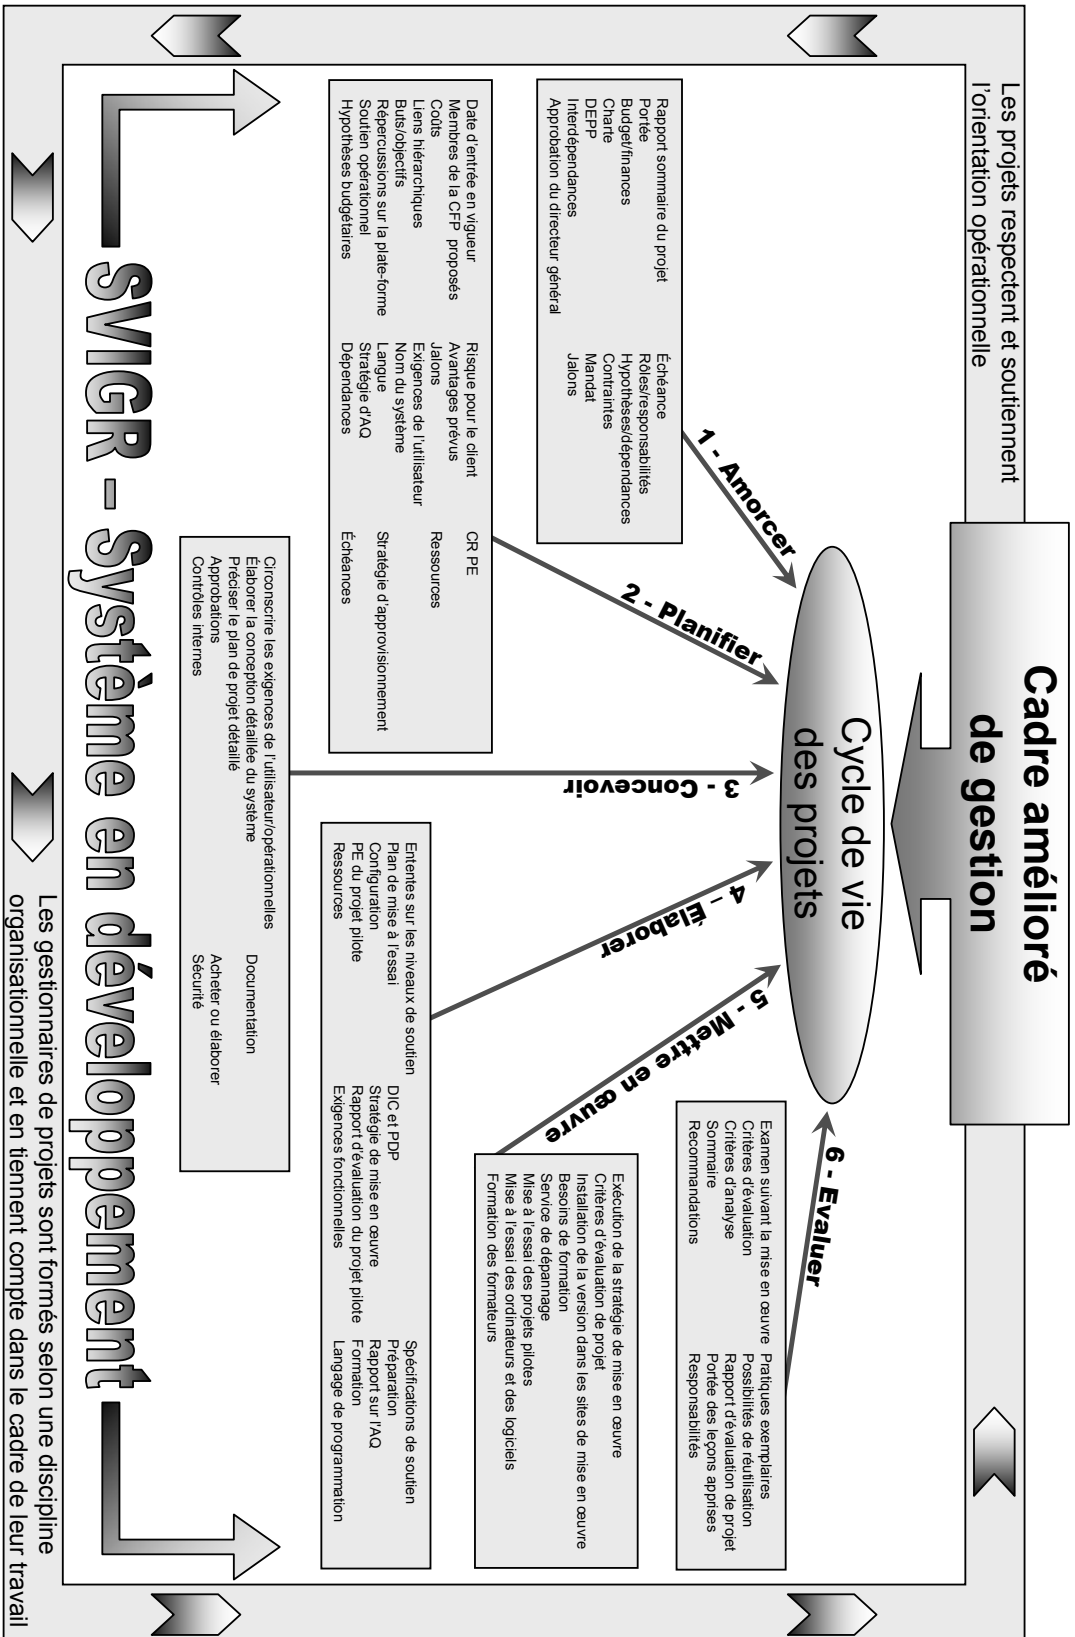 Cadre amélioré
de gestion
Les projets respectent et soutiennent
l'orientation opérationnelle
Cycle de vie
des projets
1 - Amorcer
2 - Planifier
3 - Concevoir
4 – Élaborer
5 - Mettre en œuvre
6 - Evaluer
Rapport sommaire du projet
Portée
Budget/finances
Charte
DEPP
Interdépendances
Approbation du directeur général
Échéance
Rôles/responsabilités
Hypothèses/dépendances
Contraintes
Mandat
Jalons
Date d'entrée en vigueur
Membres de la CFP proposés
Coûts
Liens hiérarchiques
Buts/objectifs
Répercussions sur la plate-forme
Soutien opérationnel
Hypothèses budgétaires
Risque pour le client
Avantages prévus
Jalons
Exigences de l'utilisateur
Nom du système
Langue
Stratégie d'AQ
Dépendances
CR PE
Ressources
Stratégie d'approvisionnement
Échéances
Circonscrire les exigences de l'utilisateur/opérationnelles
Élaborer la conception détaillée du système
Préciser le plan de projet détaillé
Approbations
Contrôles internes
Documentation
Acheter ou élaborer
Sécurité
Ententes sur les niveaux de soutien
Plan de mise à l'essai
Configuration
PE du projet pilote
Ressources
DIC et PDP
Stratégie de mise en œuvre
Rapport d'évaluation du projet pilote
Exigences fonctionnelles
Spécifications de soutien
Préparation
Rapport sur l'AQ
Formation
Langage de programmation
Exécution de la stratégie de mise en œuvre
Critères d'évaluation de projet
Installation de la version dans les sites de mise en œuvre
Besoins de formation
Service de dépannage
Mise à l'essai des projets pilotes
Mise à l'essai des ordinateurs et des logiciels
Formation des formateurs
Examen suivant la mise en œuvre
Critères d'évaluation
Critères d'analyse
Sommaire
Recommandations
Pratiques exemplaires
Possibilités de réutilisation
Rapport d'évaluation de projet
Portée des leçons apprises
Responsabilités
SVIGR – Système en développement
Les gestionnaires de projets sont formés selon une discipline
organisationnelle et en tiennent compte dans le cadre de leur travail